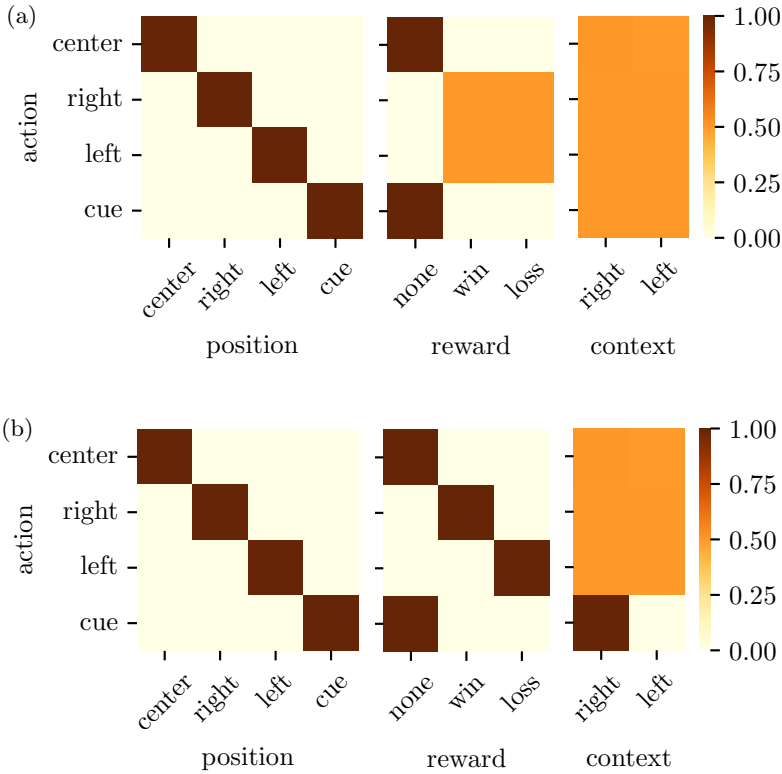 (a)
center
right
left
cue
action
center right left cue
none win loss
right left
position reward context
1.00
0.75
0.50
0.25
0.00
(b)
center
right
left
cue
action
center right left cue
none win loss
right left
position reward context
1.00
0.75
0.50
0.25
0.00